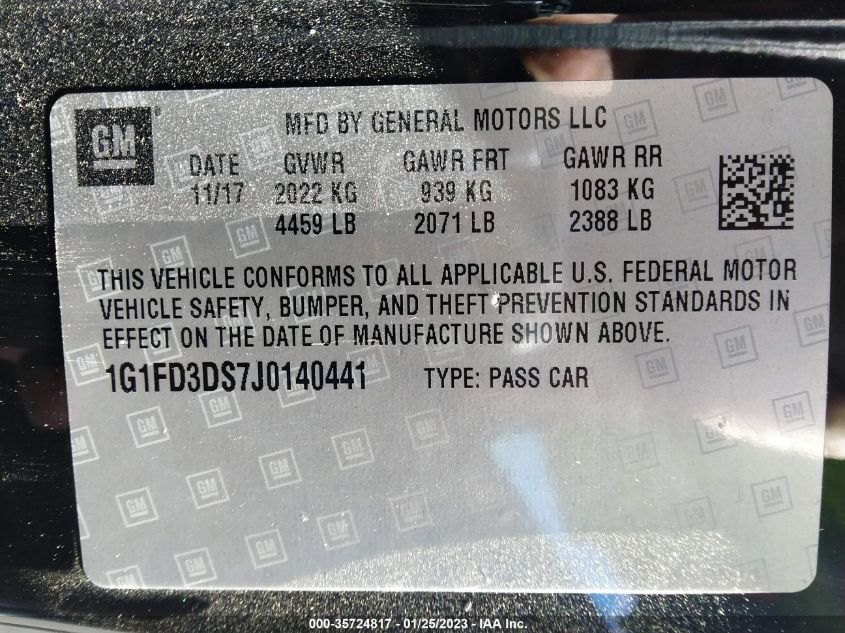 GM ® MFD BY GENERAL MOTORS LLC
DATE GVWR GAWR FRT GAWR RR
11/17 2022 KG 939 KG 1083 KG
4459 LB 2071 LB 2388 LB
THIS VEHICLE CONFORMS TO ALL APPLICABLE U.S. FEDERAL MOTOR
VEHICLE SAFETY, BUMPER, AND THEFT PREVENTION STANDARDS IN
EFFECT ON THE DATE OF MANUFACTURE SHOWN ABOVE.
1G1FD3DS7J0140441 TYPE: PASS CAR
000-35724817 - 01/25/2023 - IAA Inc.